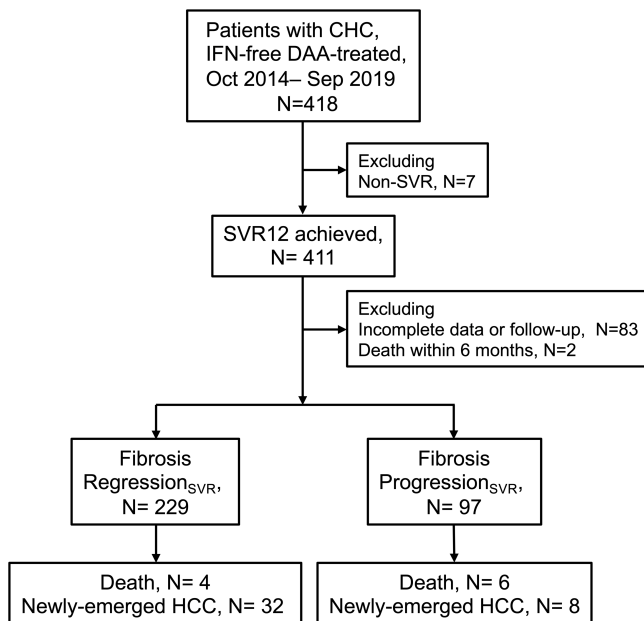 Patients with CHC,
IFN-free DAA-treated,
Oct 2014– Sep 2019
N=418
Excluding
Non-SVR, N=7
SVR12 achieved,
N= 411
Excluding
Incomplete data or follow-up, N=83
Death within 6 months, N=2
Fibrosis
RegressionSVR,
N= 229
Fibrosis
ProgressionSVR,
N= 97
Death, N= 4
Newly-emerged HCC, N= 32
Death, N= 6
Newly-emerged HCC, N= 8